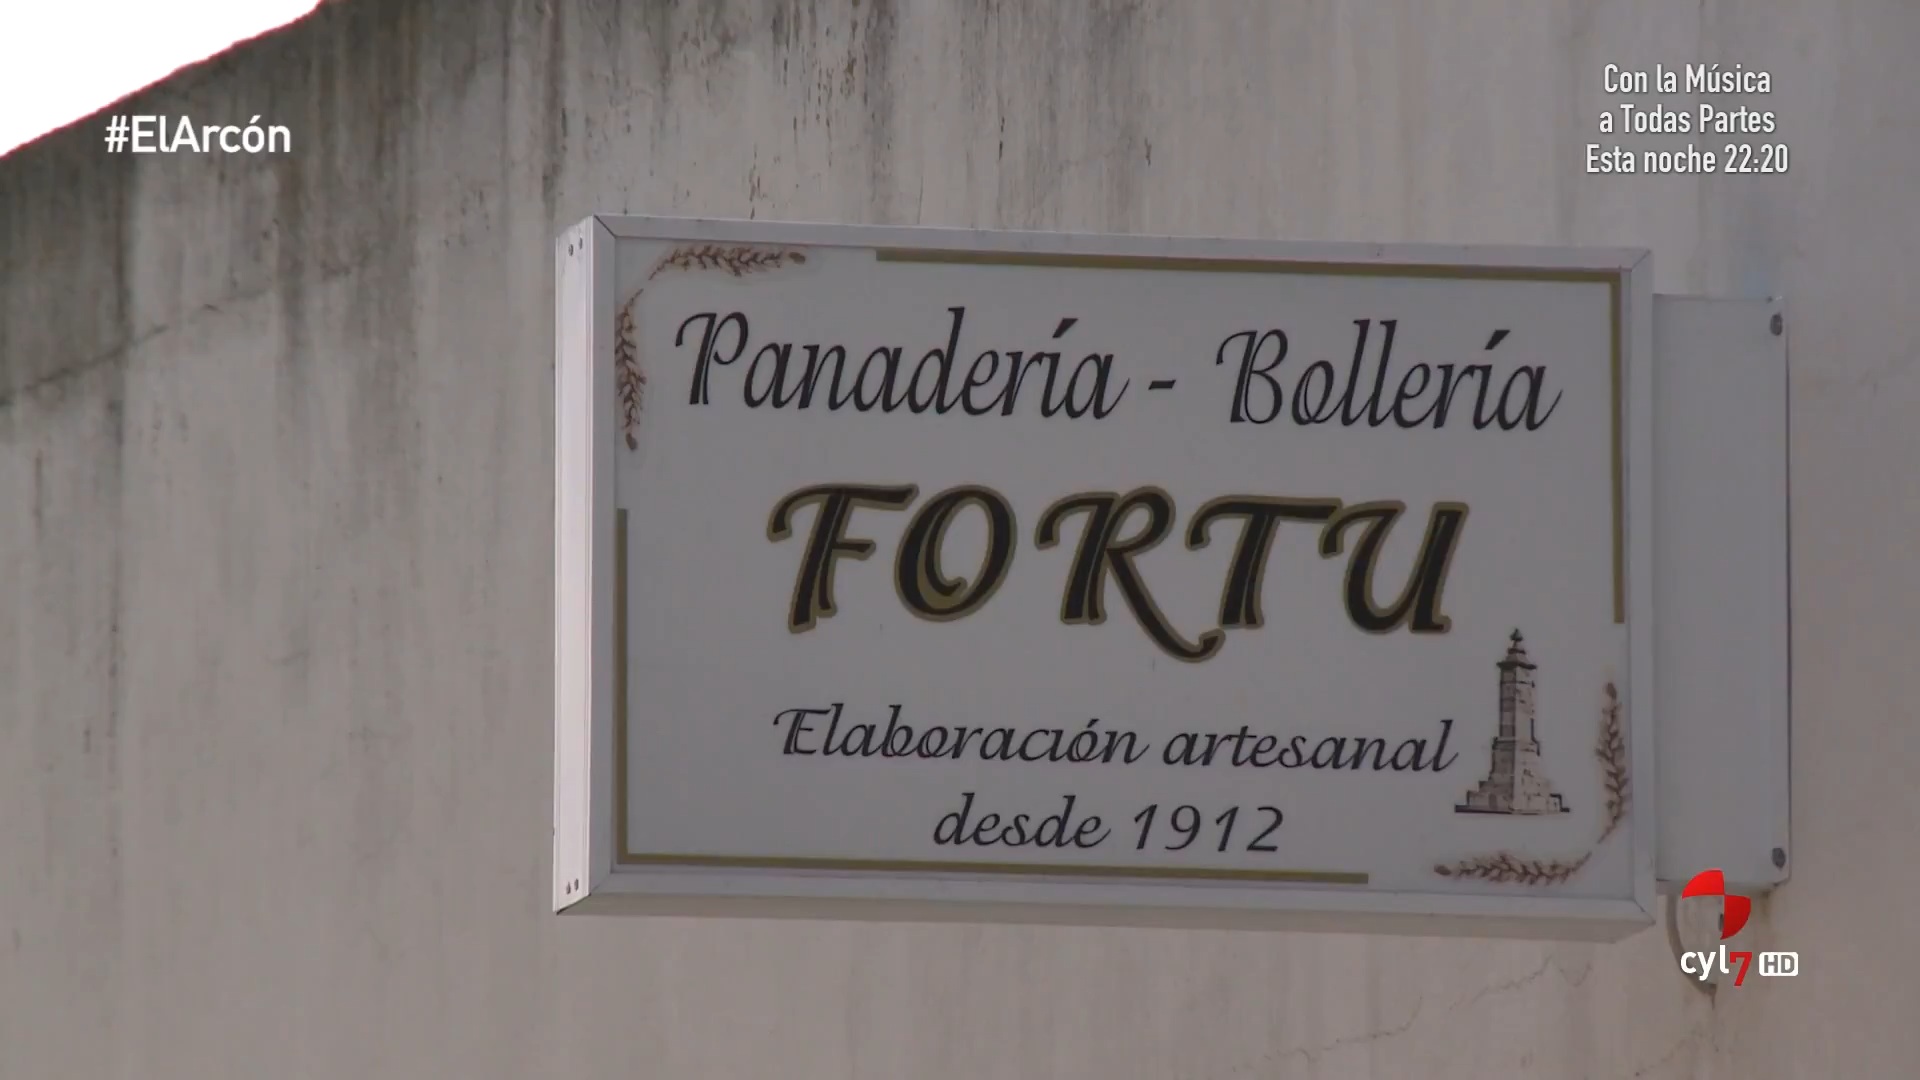 #ElArcón
Con la Música
a Todas Partes
Esta noche 22:20
Panadería - Bollería
FORTU
Elaboración artesanal
desde 1912
cyl7 HD